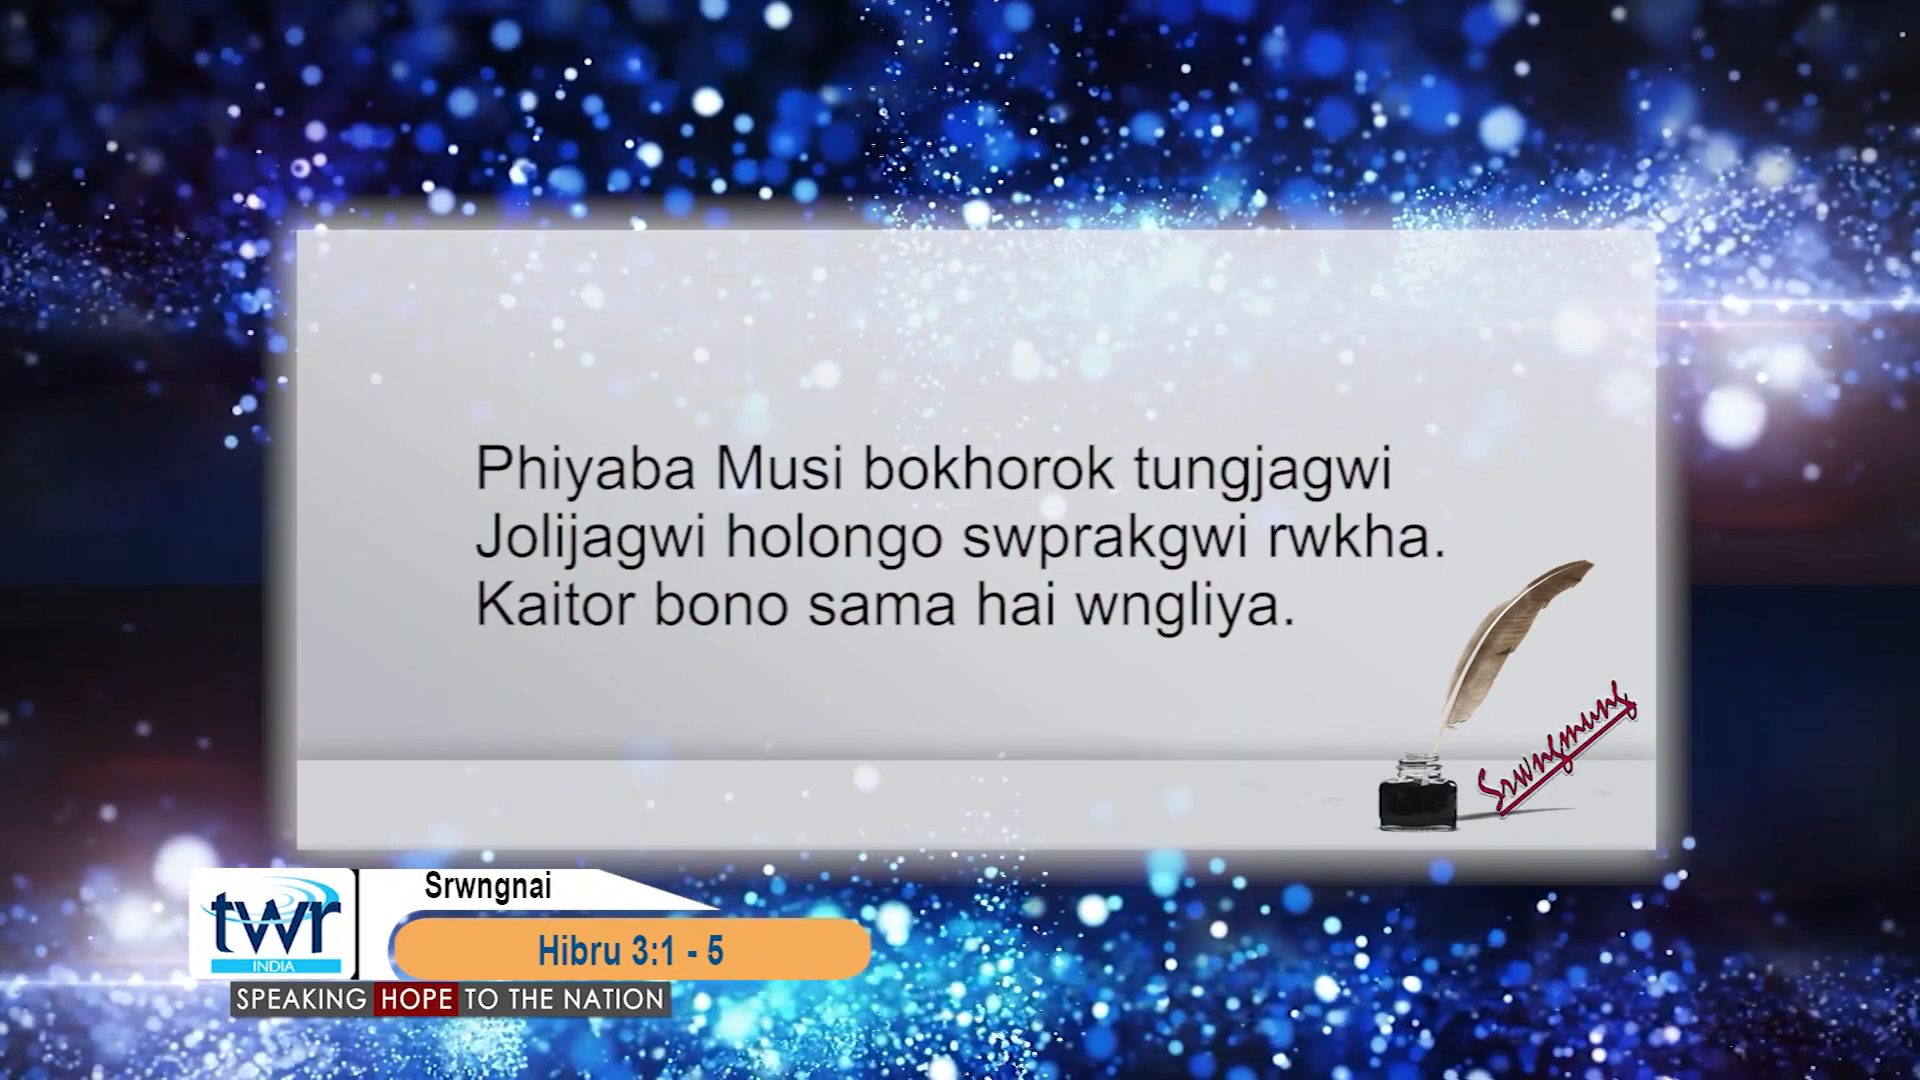 Phiyaba Musi bokhorok tungjagwi
Jolijagwi holongo swprakgwi rwkha.
Kaitor bono sama hai wngliya.
Srwngmung
twr
INDIA
Srwngnai
Hibru 3:1 - 5
SPEAKING HOPE TO THE NATION